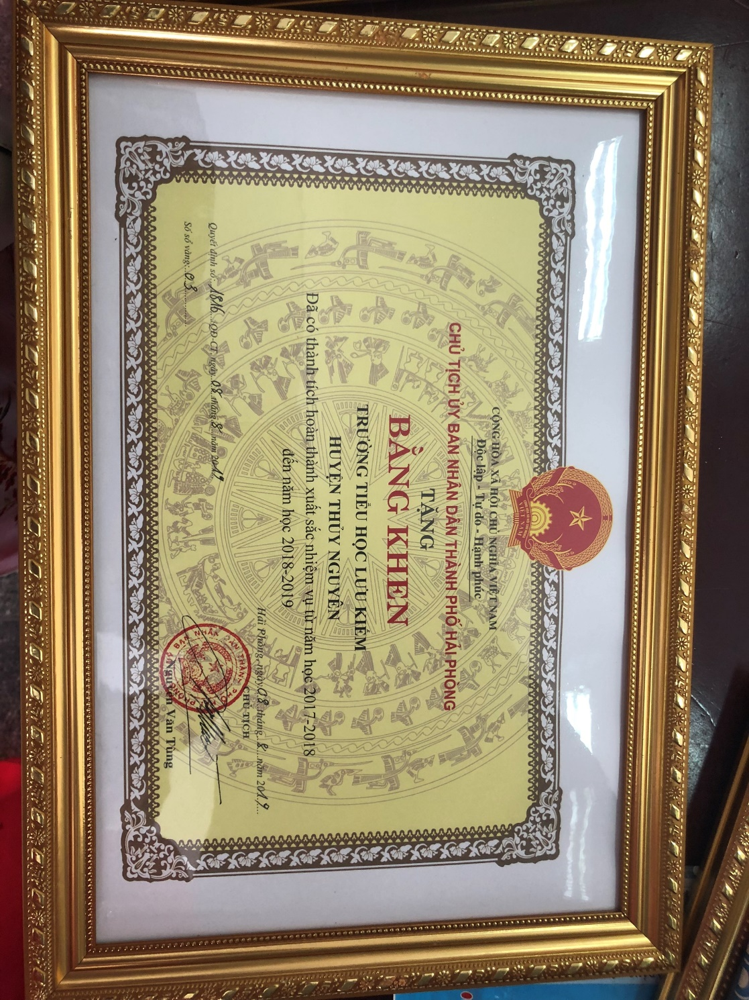 CỘNG HÒA XÃ HỘI CHỦ NGHĨA VIỆT NAM
Độc lập - Tự do - Hạnh phúc
VIỆT NAM
CHỦ TỊCH ỦY BAN NHÂN DÂN THÀNH PHỐ HẢI PHÒNG
TẶNG
BẰNG KHEN
TRƯỜNG TIỂU HỌC LƯU KIẾM
HUYỆN THỦY NGUYÊN
Đã có thành tích hoàn thành xuất sắc nhiệm vụ từ năm học 2017-2018
đến năm học 2018-2019
Hải Phòng, ngày 08 tháng 8 năm 2019
CHỦ TỊCH
Quyết định số: 1816 /QĐ-CT, ngày 08 tháng 8 năm 2019
Số sổ vàng: 03
Nguyễn Văn Tùng